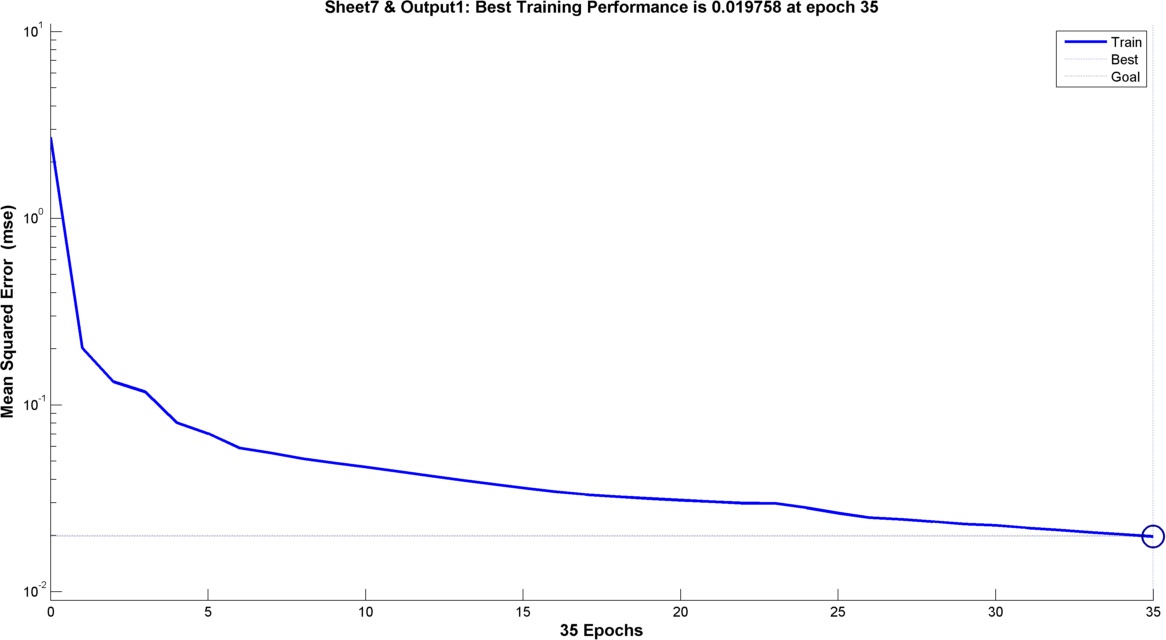 Sheet7 & Output1: Best Training Performance is 0.019758 at epoch 35
10^1
10^0
10^-1
10^-2
Mean Squared Error (mse)
Train
Best
Goal
0 5 10 15 20 25 30 35
35 Epochs